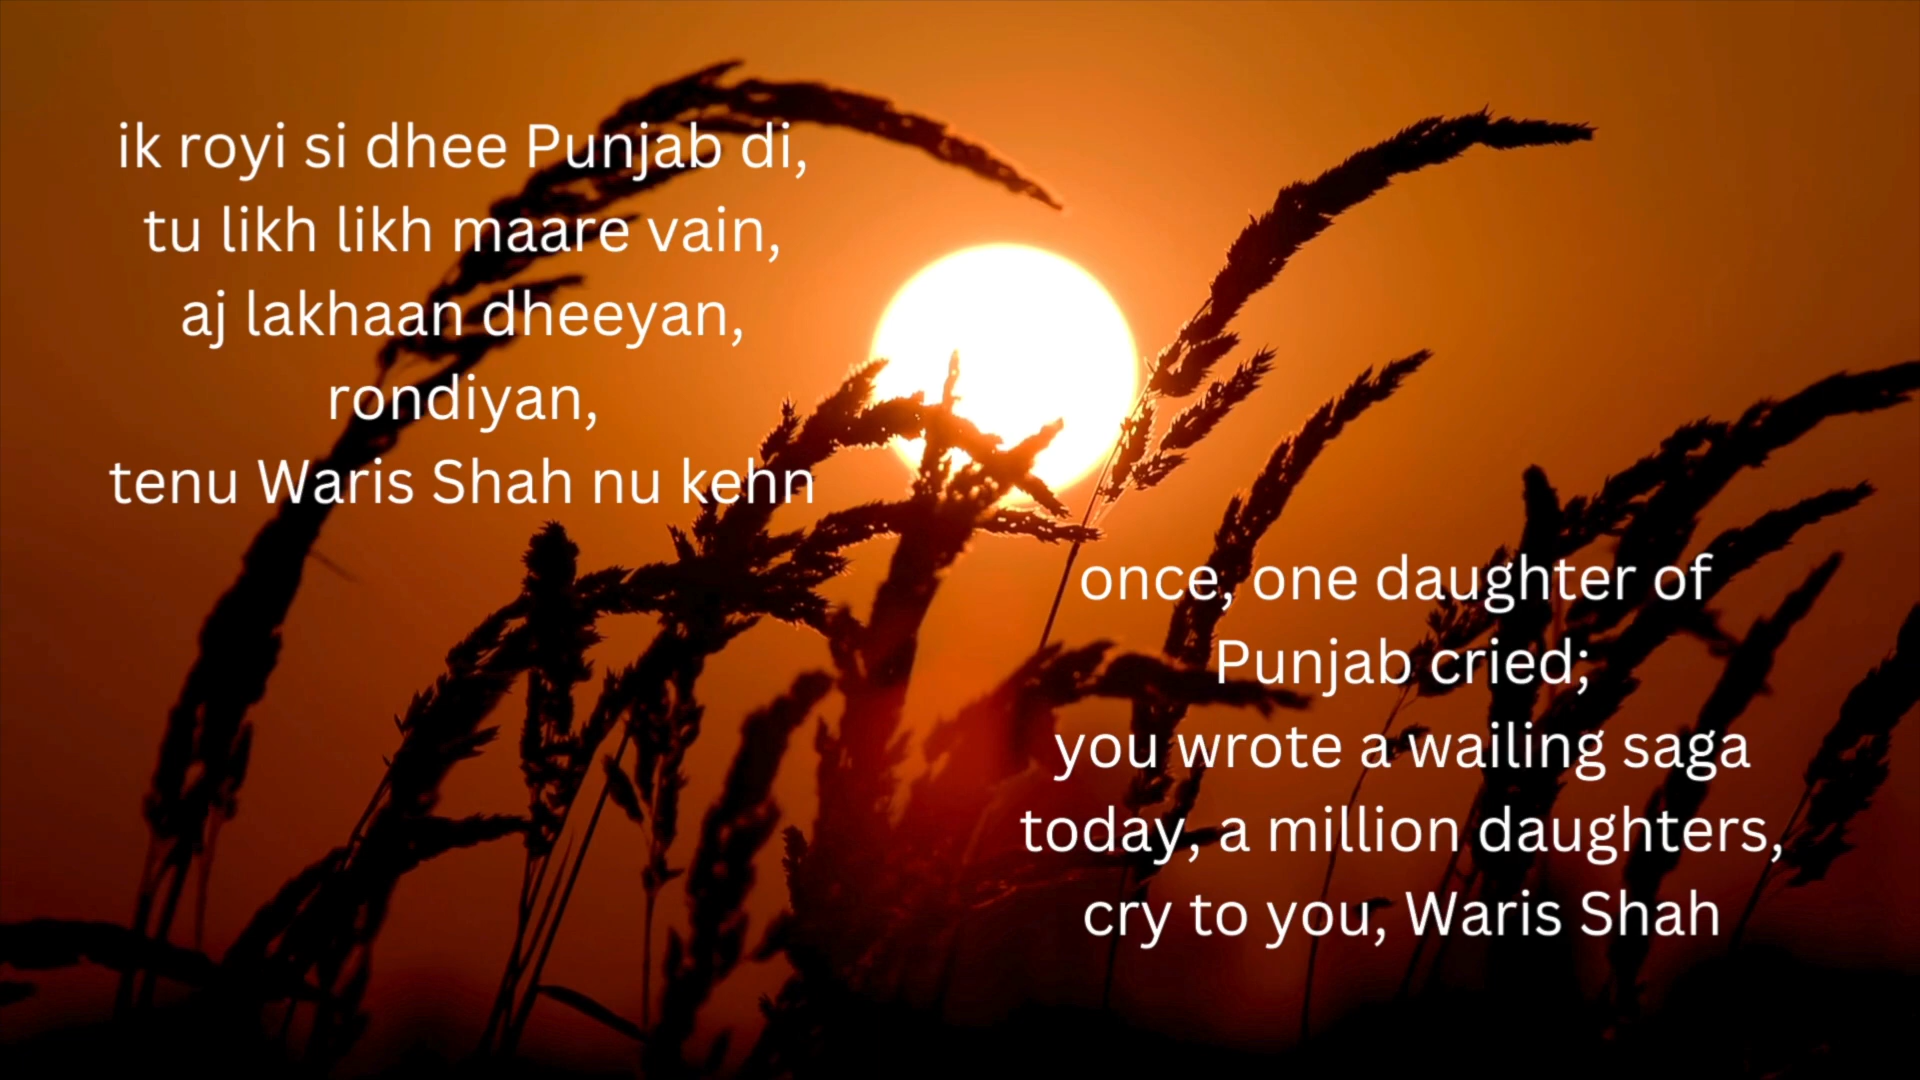 ik royi si dhee Punjab di,
tu likh likh maare vain,
aj lakhaan dheeyan,
rondiyan,
tenu Waris Shah nu kehn
once, one daughter of
Punjab cried;
you wrote a wailing saga
today, a million daughters,
cry to you, Waris Shah